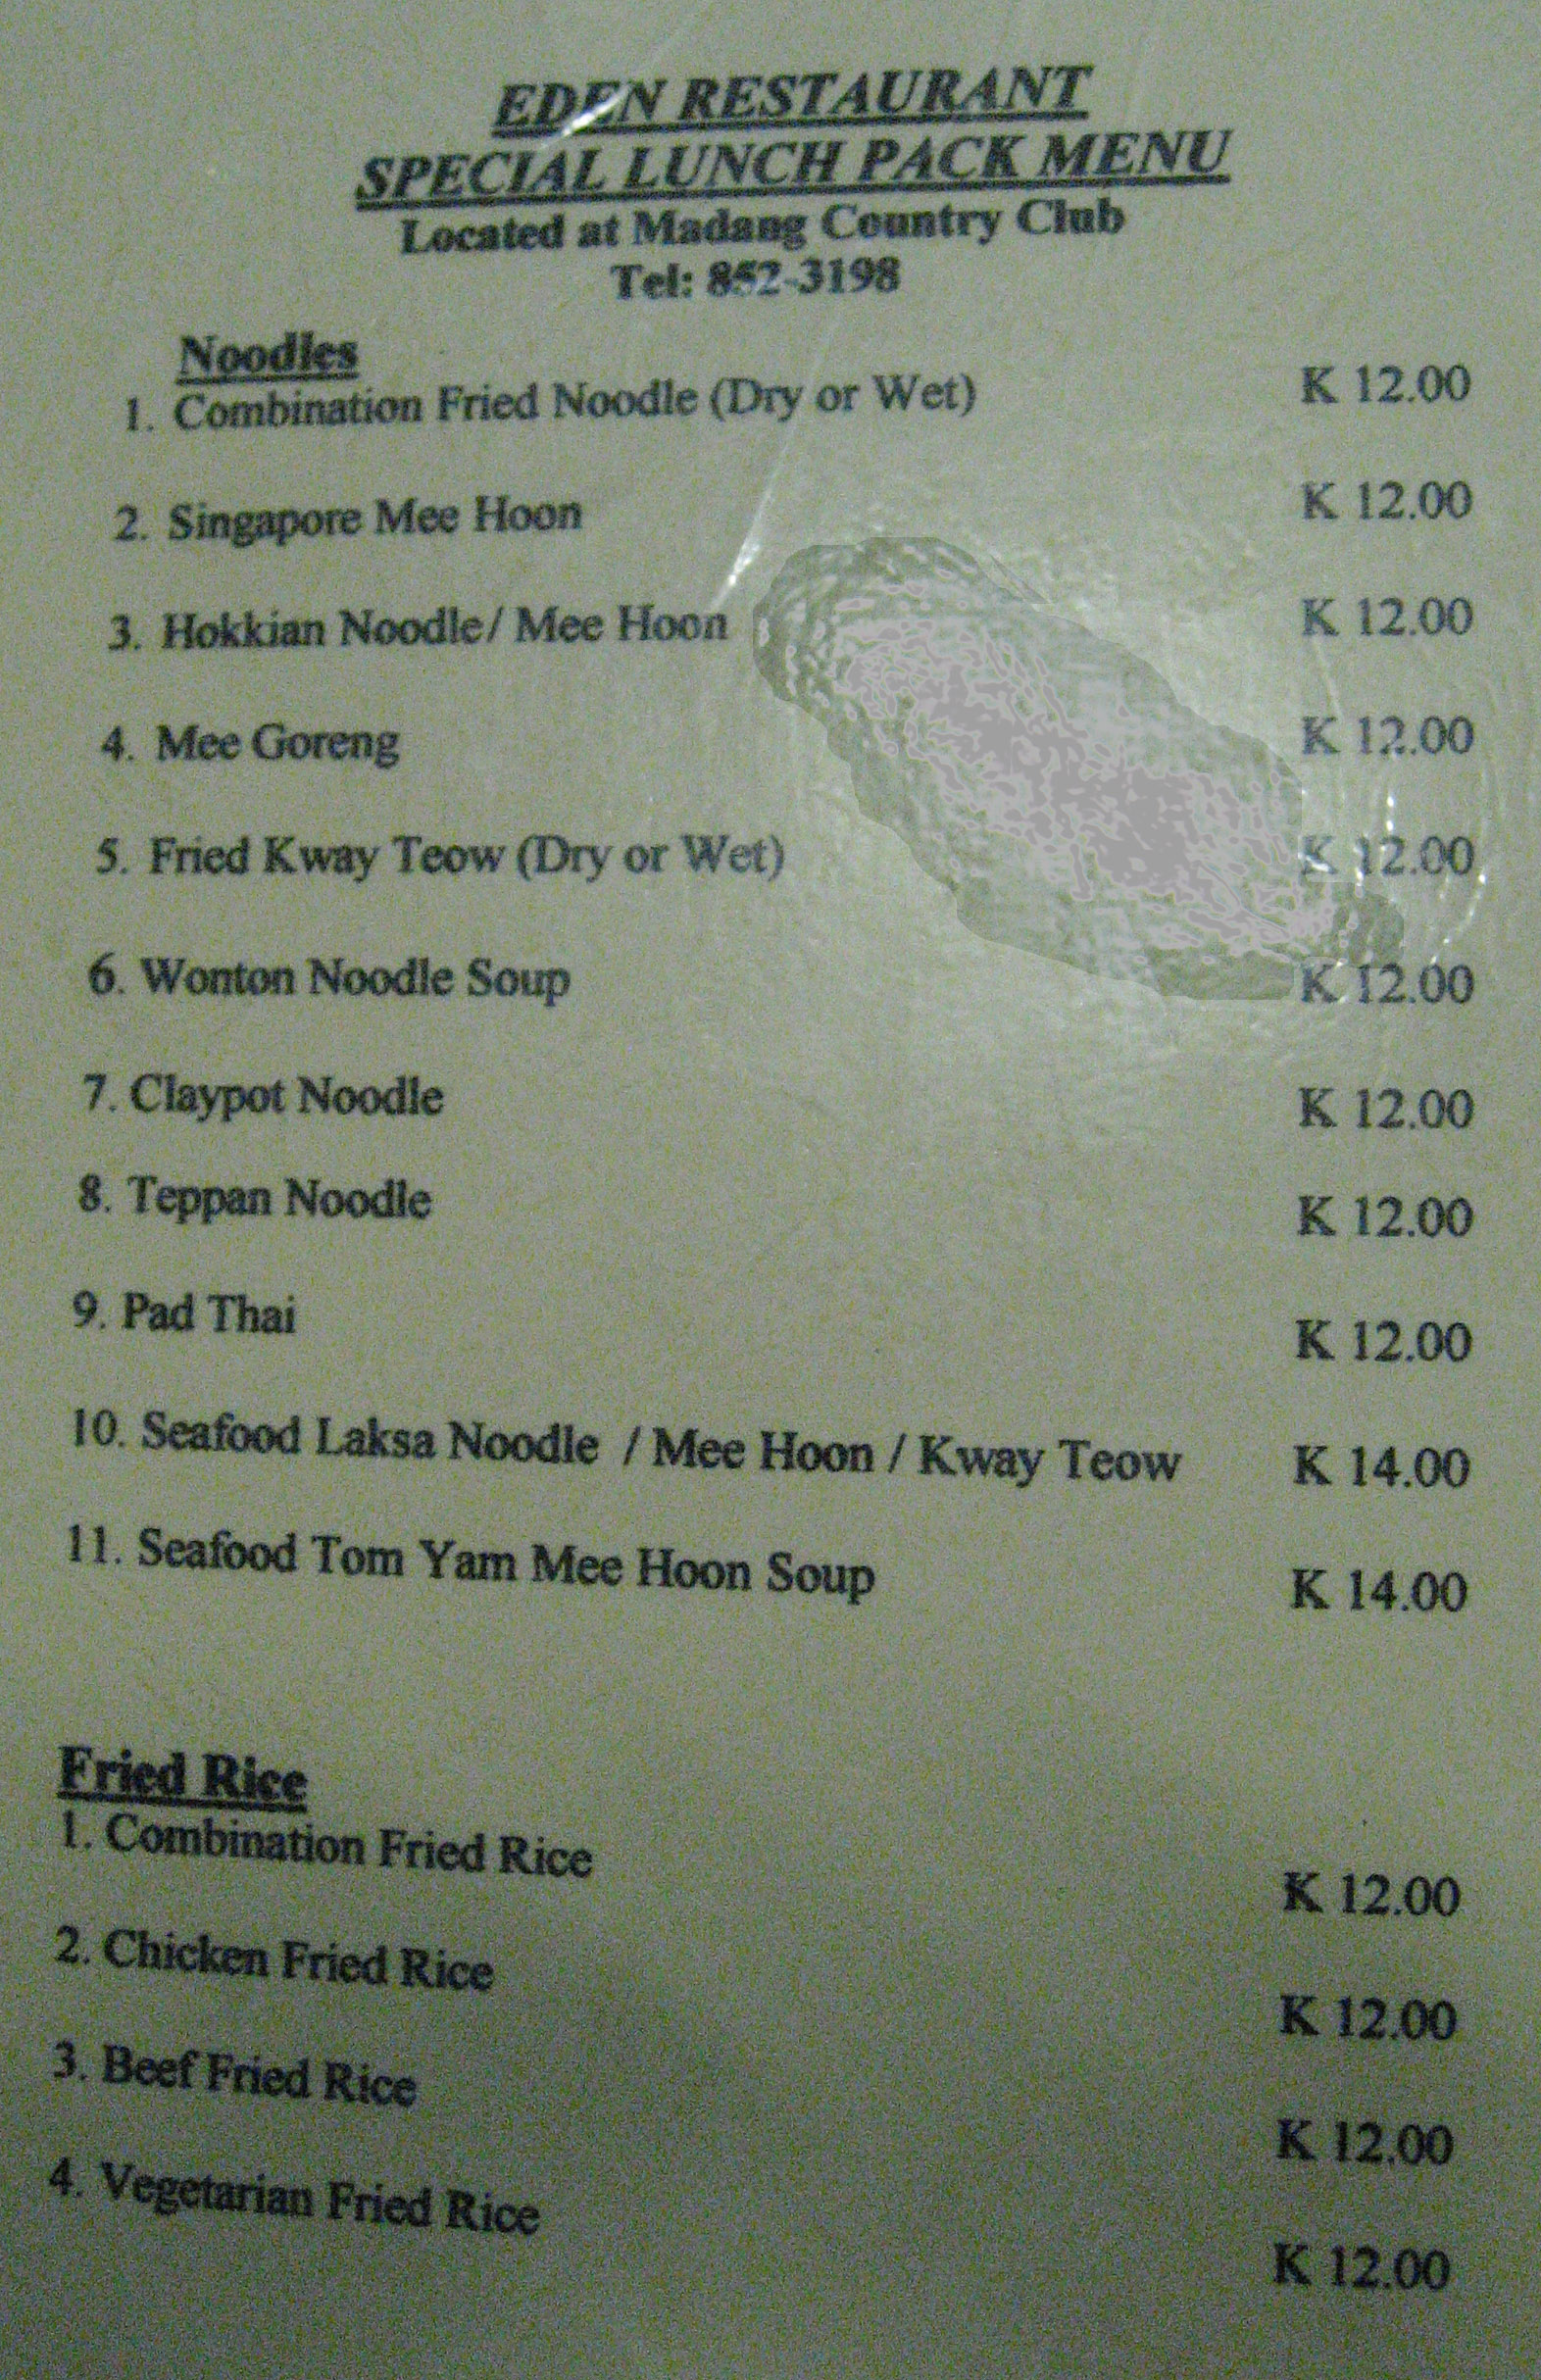 EDEN RESTAURANT
SPECIAL LUNCH PACK MENU
Located at Madang Country Club
Tel: 852-3198
Noodles
1. Combination Fried Noodle (Dry or Wet) K 12.00
2. Singapore Mee Hoon K 12.00
3. Hokkian Noodle/ Mee Hoon K 12.00
4. Mee Goreng K 12.00
5. Fried Kway Teow (Dry or Wet) K 12.00
6. Wonton Noodle Soup K 12.00
7. Claypot Noodle K 12.00
8. Teppan Noodle K 12.00
9. Pad Thai K 12.00
10. Seafood Laksa Noodle / Mee Hoon / Kway Teow K 14.00
11. Seafood Tom Yam Mee Hoon Soup K 14.00
Fried Rice
1. Combination Fried Rice K 12.00
2. Chicken Fried Rice K 12.00
3. Beef Fried Rice K 12.00
4. Vegetarian Fried Rice K 12.00